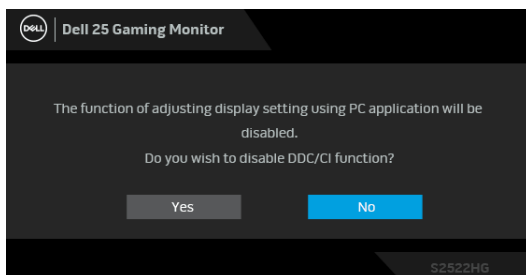 DELL
Dell 25 Gaming Monitor
The function of adjusting display setting using PC application will be
disabled.
Do you wish to disable DDC/CI function?
Yes
No
S2522HG